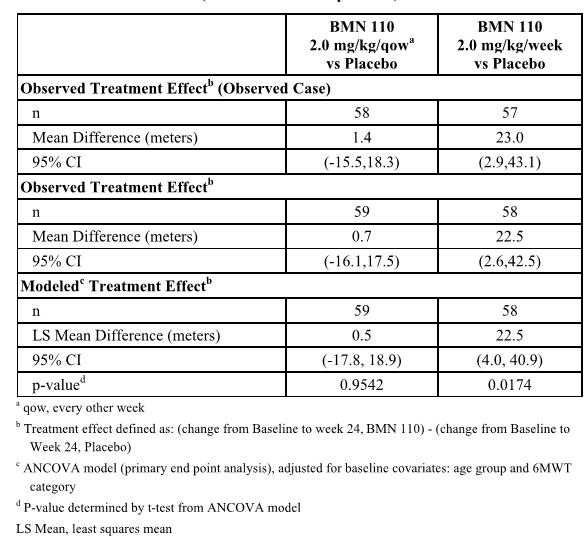 BMN 110 BMN 110
2.0 mg/kg/qowᵃ 2.0 mg/kg/week
vs Placebo vs Placebo
Observed Treatment Effectᵇ (Observed Case)
n 58 57
Mean Difference (meters) 1.4 23.0
95% CI (-15.5,18.3) (2.9,43.1)
Observed Treatment Effectᵇ
n 59 58
Mean Difference (meters) 0.7 22.5
95% CI (-16.1,17.5) (2.6,42.5)
Modeledᶜ Treatment Effectᵇ
n 59 58
LS Mean Difference (meters) 0.5 22.5
95% CI (-17.8, 18.9) (4.0, 40.9)
p-valueᵈ 0.9542 0.0174
ᵃ qow, every other week
ᵇ Treatment effect defined as: (change from Baseline to week 24, BMN 110) - (change from Baseline to
Week 24, Placebo)
ᶜ ANCOVA model (primary end point analysis), adjusted for baseline covariates: age group and 6MWT
category
ᵈ P-value determined by t-test from ANCOVA model
LS Mean, least squares mean